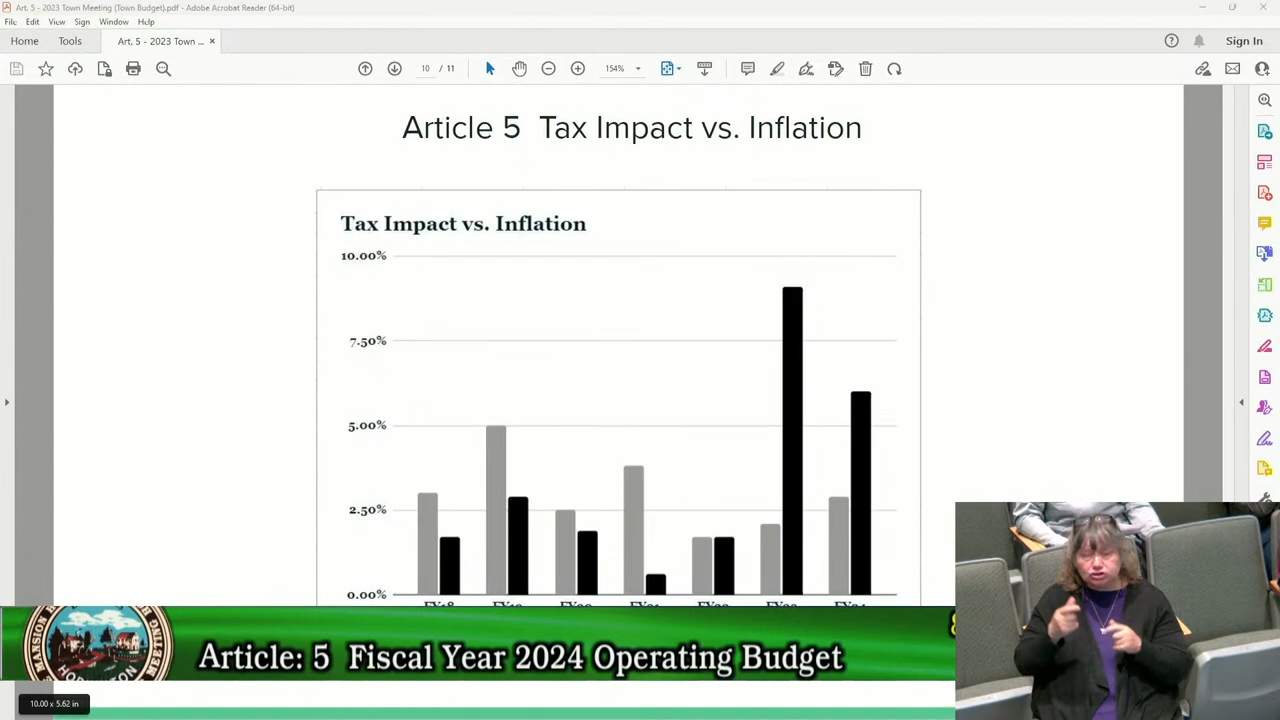 Art. 5 - 2023 Town Meeting (Town Budget).pdf - Adobe Acrobat Reader (64-bit)
File Edit View Sign Window Help
Home Tools Art. 5 - 2023 Town ... × Sign In
10 / 11 154%
Article 5 Tax Impact vs. Inflation
Tax Impact vs. Inflation
10.00%
7.50%
5.00%
2.50%
0.00%
MEETING
Article: 5 Fiscal Year 2024 Operating Budget
10.00 x 5.62 in